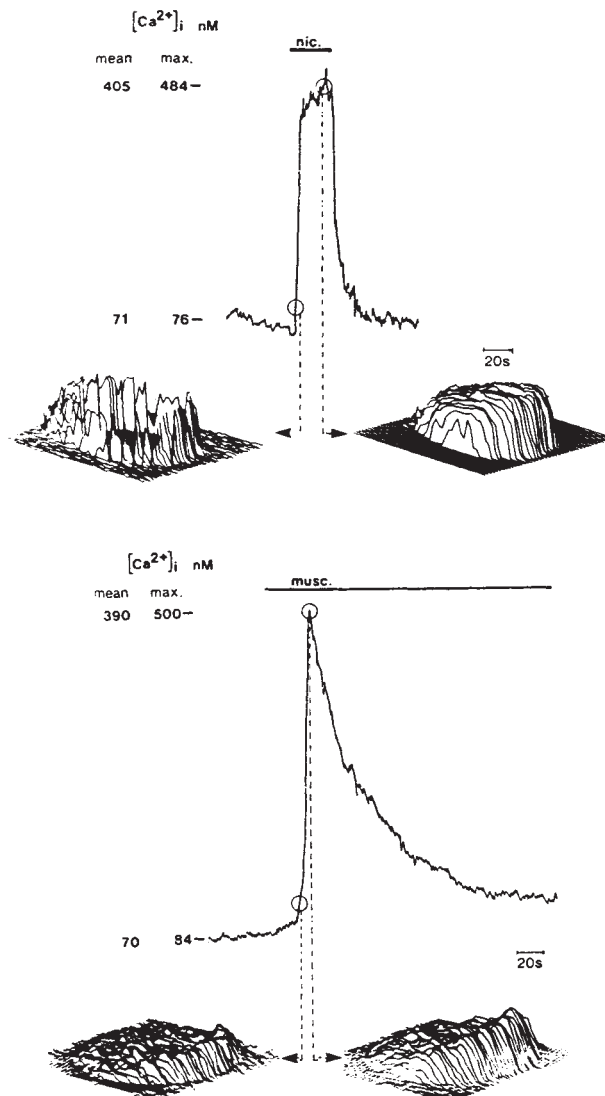 [Ca²⁺]i nM
nic.
mean max.
405 484–
71 76–
20s
[Ca²⁺]i nM
musc.
mean max.
390 500–
70 84–
20s